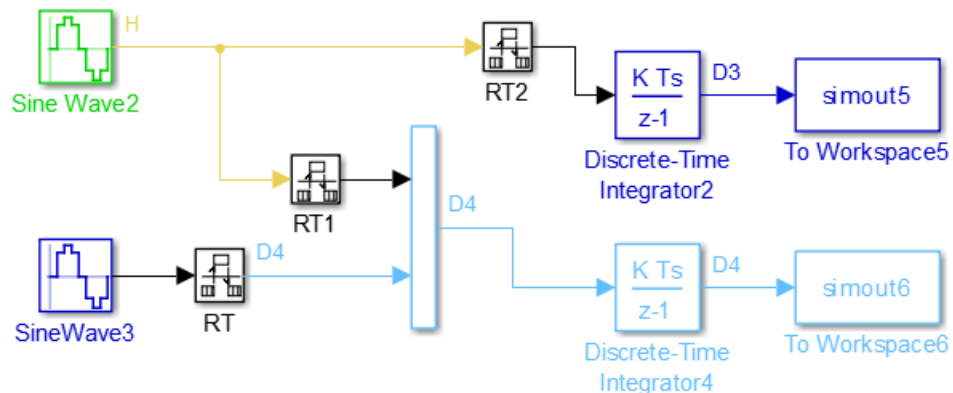 H
Sine Wave2
RT2
K Ts
z-1
D3
simout5
Discrete-Time
Integrator2
To Workspace5
RT1
D4
SineWave3
RT
D4
K Ts
z-1
D4
simout6
Discrete-Time
Integrator4
To Workspace6